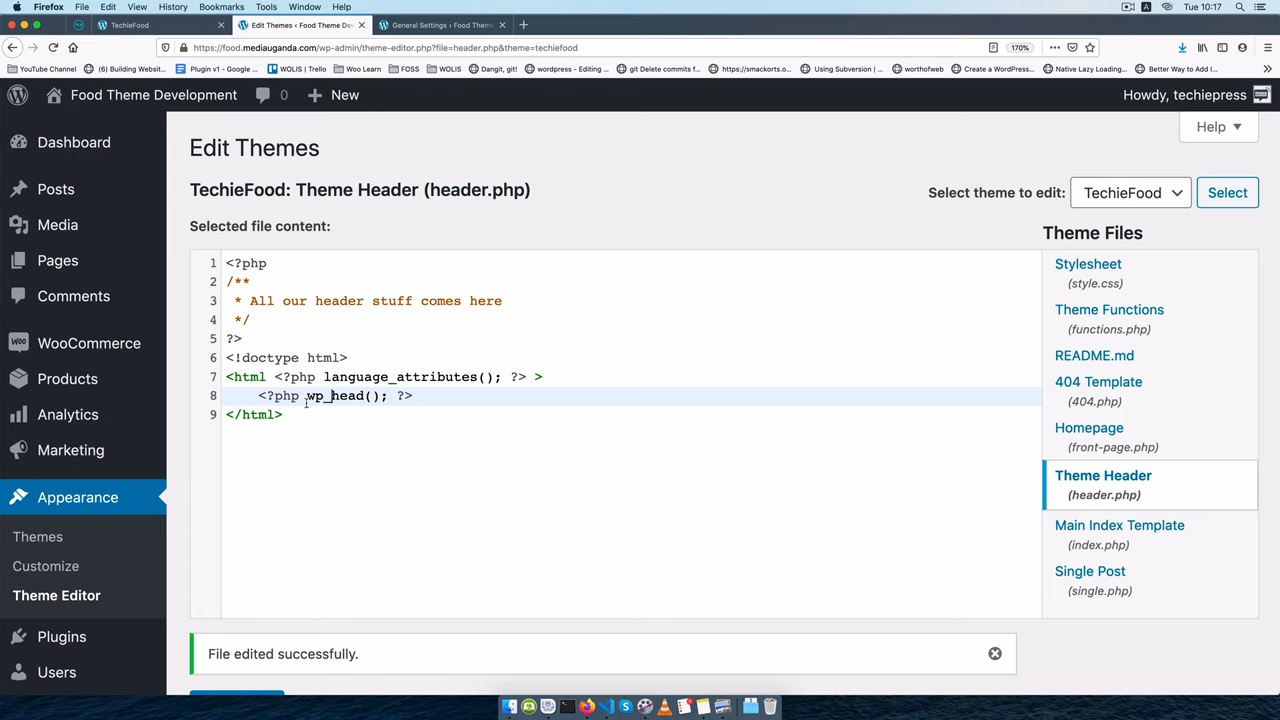 Firefox File Edit View History Bookmarks Tools Window Help A Tue 10:17
TechieFood
Edit Themes ‹ Food Theme De
General Settings ‹ Food Theme
https://food.mediauganda.com/wp-admin/theme-editor.php?file=header.php&theme=techiefood 170%
YouTube Channel
(6) Building Websit...
Plugin v1 - Google ...
WOLIS | Trello
Woo Learn
FOSS
WOLIS
Dangit, git!
wordpress - Editing ...
git Delete commits f...
https://smackorts.o...
Using Subversion | ...
worthofweb
Create a WordPress...
Native Lazy Loading...
Better Way to Add I...
Food Theme Development 0 New Howdy, techiepress
Help
Dashboard
Posts
Media
Pages
Comments
WooCommerce
Products
Analytics
Marketing
Appearance
Themes
Customize
Theme Editor
Plugins
Users
Edit Themes
TechieFood: Theme Header (header.php)
Select theme to edit: TechieFood Select
Selected file content:
1 <?php
2 /**
3 * All our header stuff comes here
4 */
5 ?>
6 <!doctype html>
7 <html <?php language_attributes(); ?> >
8 <?php wp_head(); ?>
9 </html>
Theme Files
Stylesheet
(style.css)
Theme Functions
(functions.php)
README.md
404 Template
(404.php)
Homepage
(front-page.php)
Theme Header
(header.php)
Main Index Template
(index.php)
Single Post
(single.php)
File edited successfully.